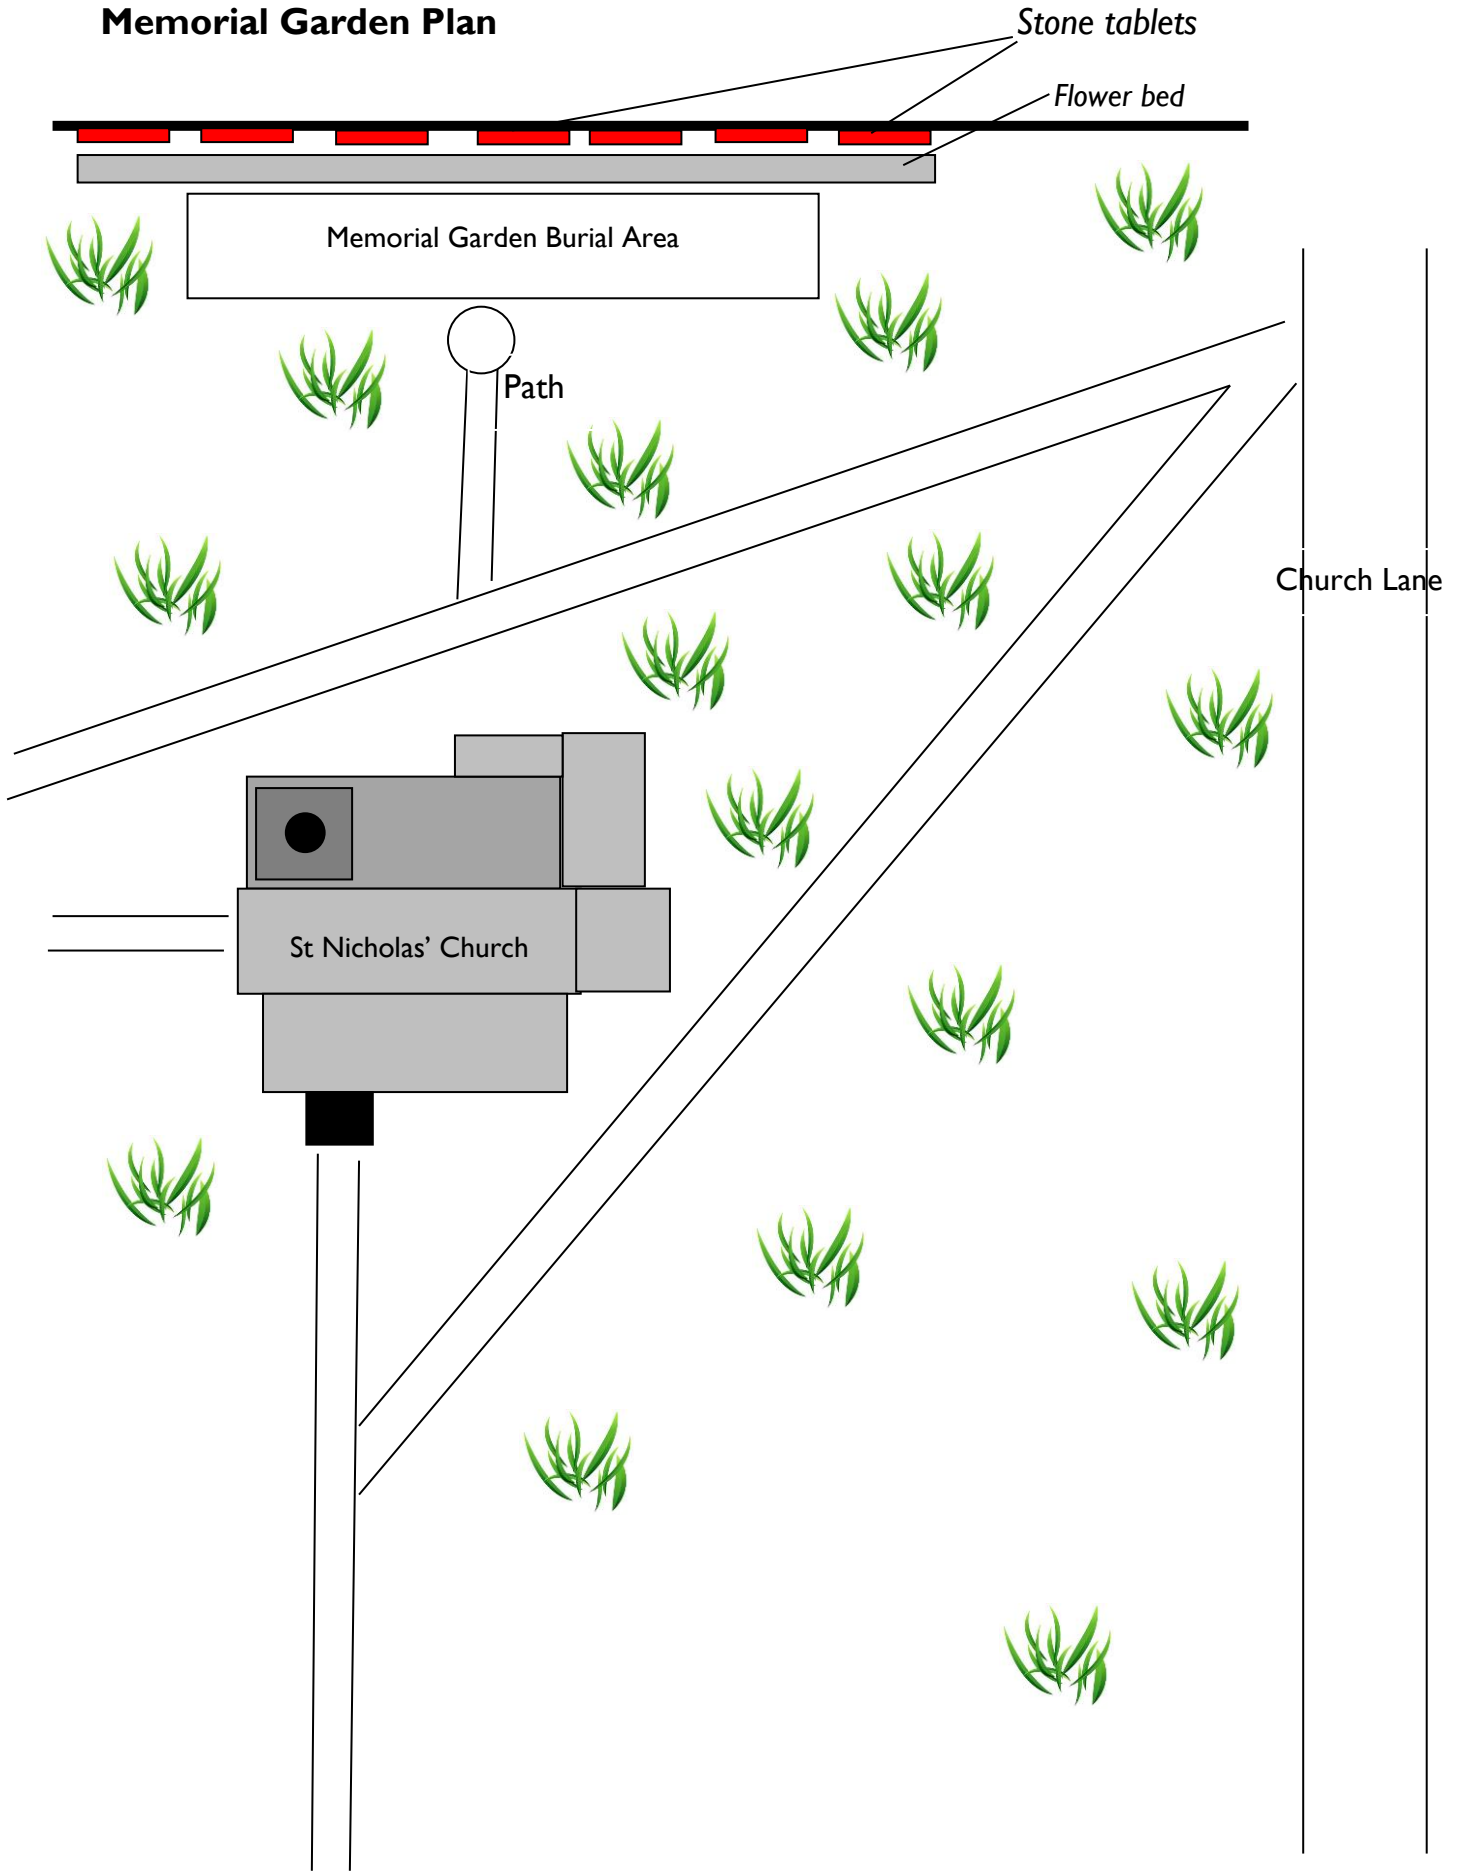 Memorial Garden Plan
Stone tablets
Flower bed
Memorial Garden Burial Area
Path
Church Lane
St Nicholas’ Church